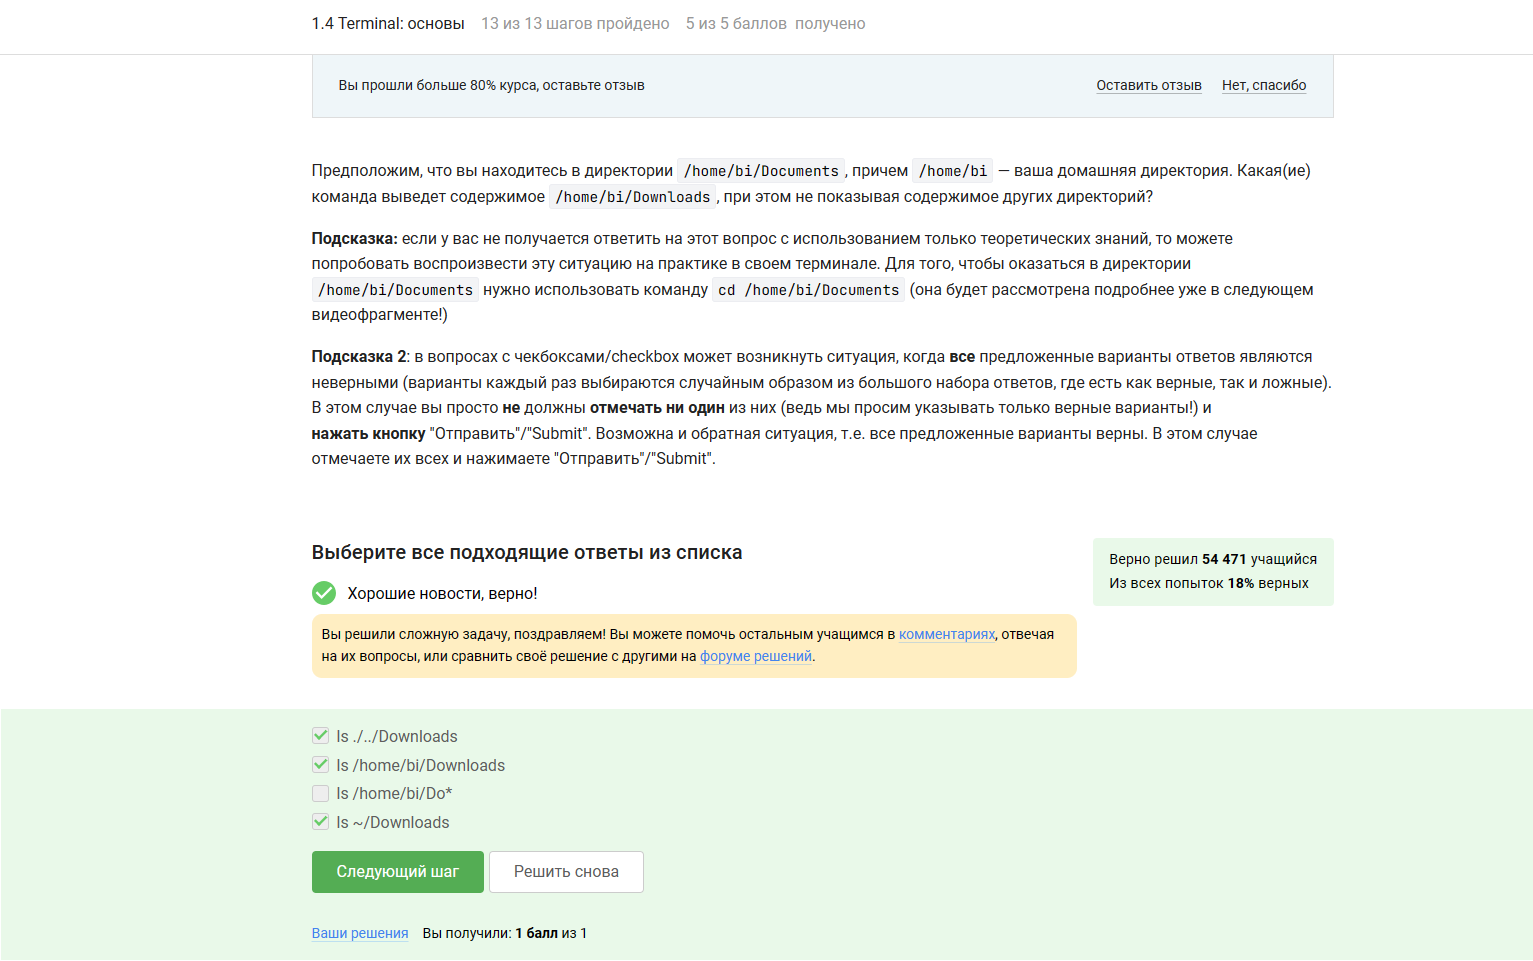 1.4 Terminal: основы 13 из 13 шагов пройдено 5 из 5 баллов получено
Вы прошли больше 80% курса, оставьте отзыв Оставить отзыв Нет, спасибо
Предположим, что вы находитесь в директории /home/bi/Documents, причем /home/bi — ваша домашняя директория. Какая(ие)
команда выведет содержимое /home/bi/Downloads, при этом не показывая содержимое других директорий?
Подсказка: если у вас не получается ответить на этот вопрос с использованием только теоретических знаний, то можете
попробовать воспроизвести эту ситуацию на практике в своем терминале. Для того, чтобы оказаться в директории
/home/bi/Documents нужно использовать команду cd /home/bi/Documents (она будет рассмотрена подробнее уже в следующем
видеофрагменте!)
Подсказка 2: в вопросах с чекбоксами/checkbox может возникнуть ситуация, когда все предложенные варианты ответов являются
неверными (варианты каждый раз выбираются случайным образом из большого набора ответов, где есть как верные, так и ложные).
В этом случае вы просто не должны отмечать ни один из них (ведь мы просим указывать только верные варианты!) и
нажать кнопку "Отправить"/"Submit". Возможна и обратная ситуация, т.е. все предложенные варианты верны. В этом случае
отмечаете их всех и нажимаете "Отправить"/"Submit".
Выберите все подходящие ответы из списка
Верно решил 54 471 учащийся
Из всех попыток 18% верных
Хорошие новости, верно!
Вы решили сложную задачу, поздравляем! Вы можете помочь остальным учащимся в комментариях, отвечая
на их вопросы, или сравнить своё решение с другими на форуме решений.
ls ./../Downloads
ls /home/bi/Downloads
ls /home/bi/Do*
ls ~/Downloads
Следующий шаг Решить снова
Ваши решения Вы получили: 1 балл из 1